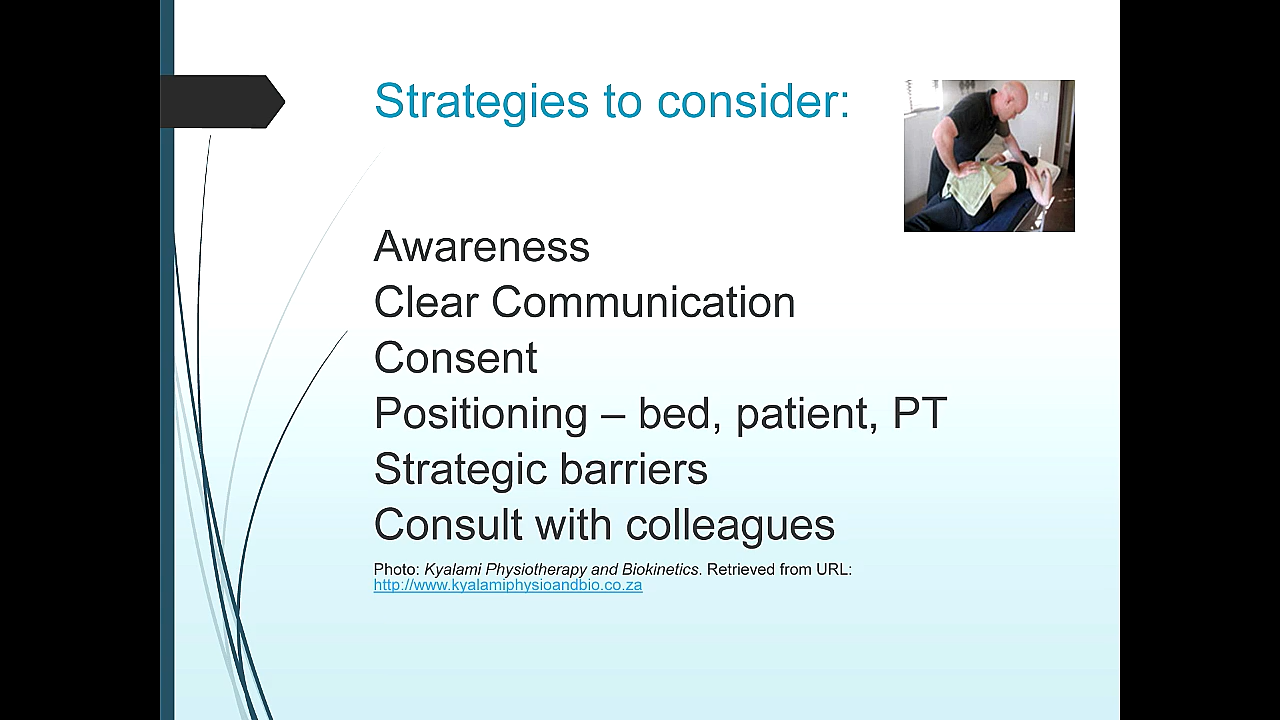 Strategies to consider:
Awareness
Clear Communication
Consent
Positioning – bed, patient, PT
Strategic barriers
Consult with colleagues
Photo: Kyalami Physiotherapy and Biokinetics. Retrieved from URL:
http://www.kyalamiphysioandbio.co.za